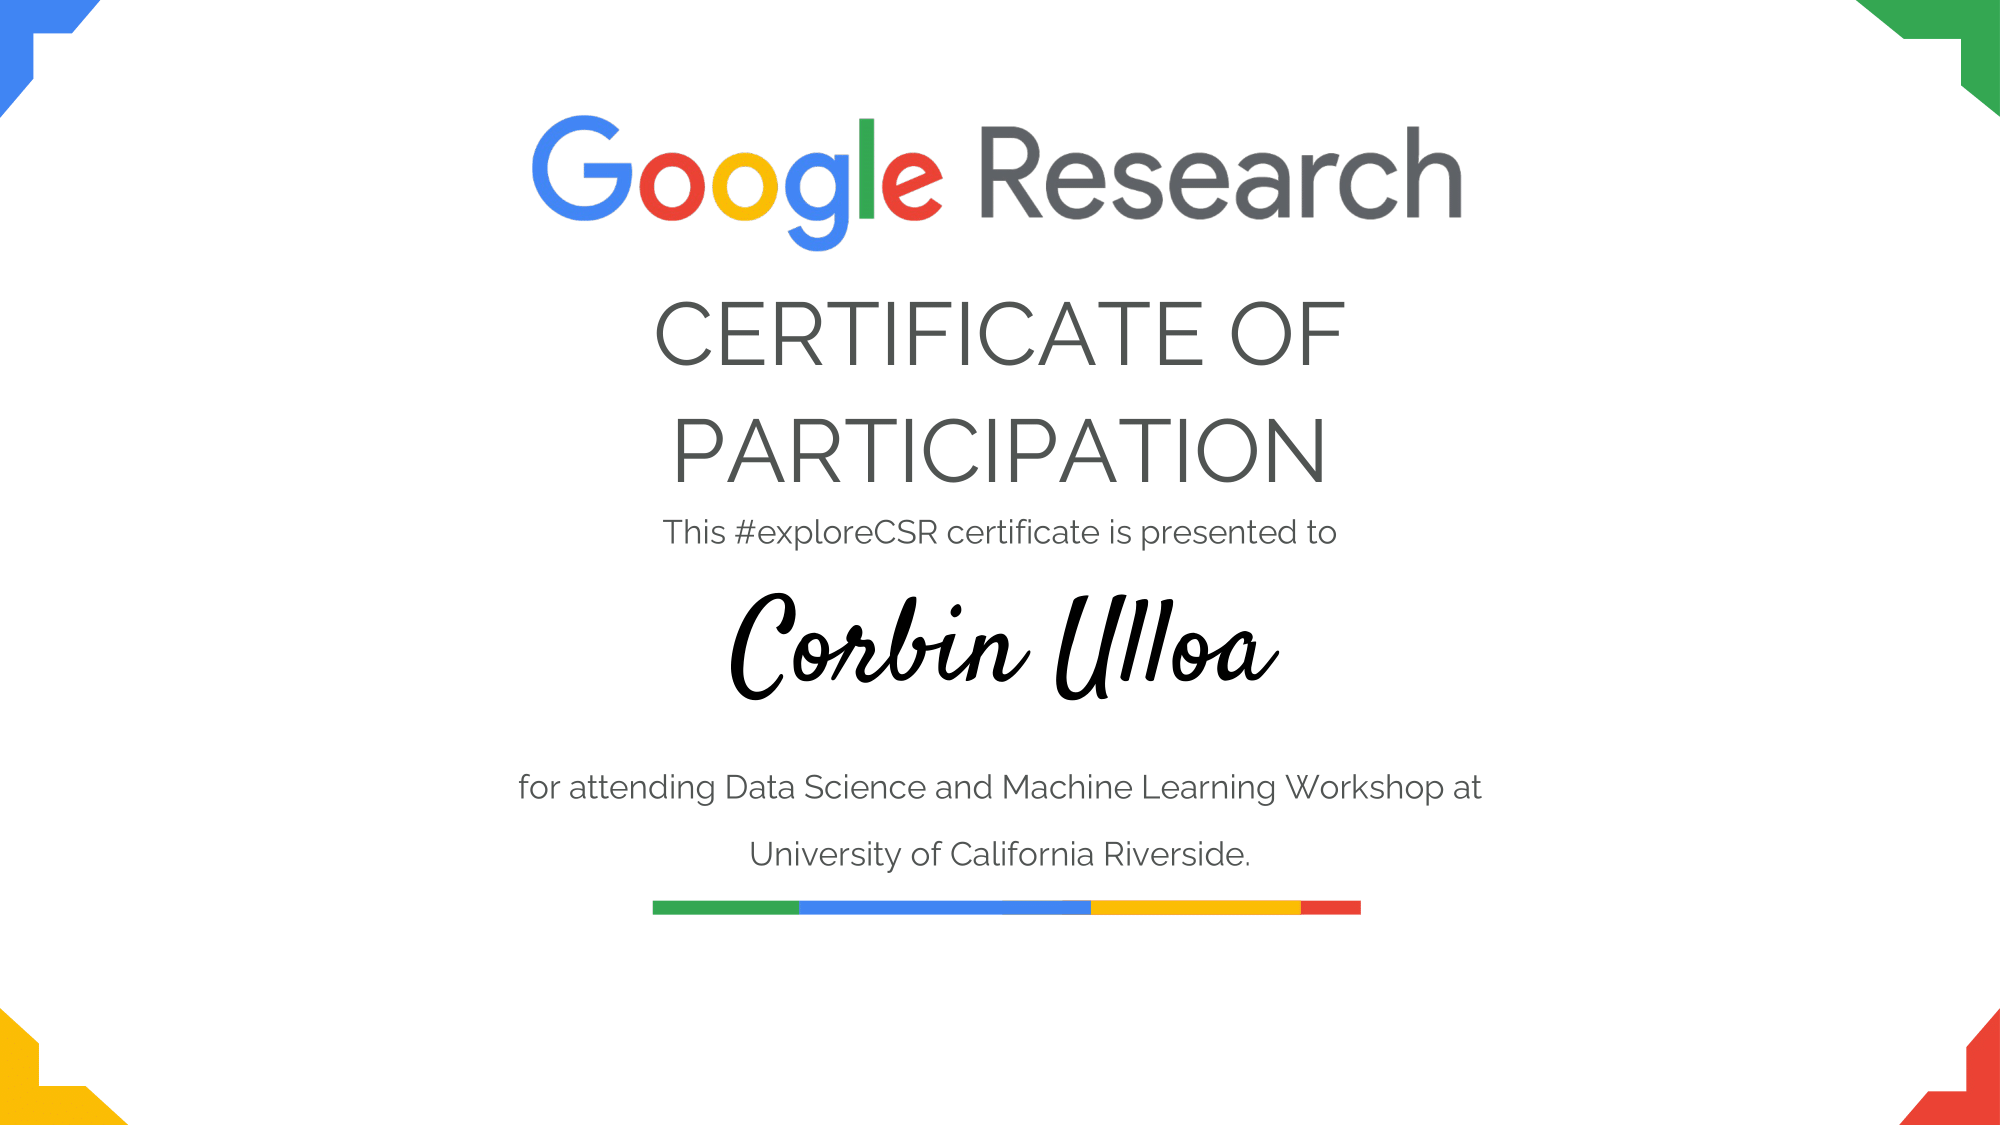 Google Research
CERTIFICATE OF
PARTICIPATION
This #exploreCSR certificate is presented to
Corbin Ulloa
for attending Data Science and Machine Learning Workshop at
University of California Riverside.